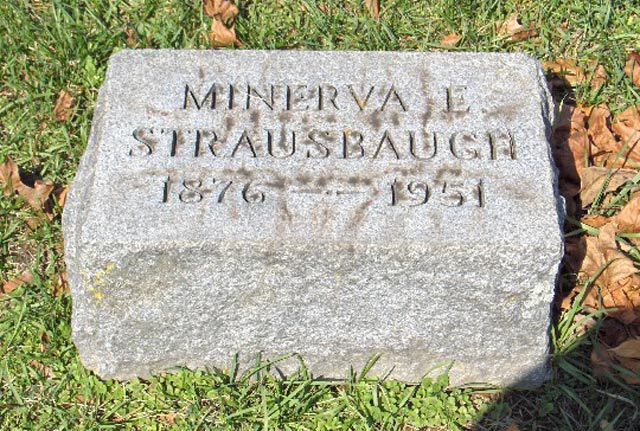 MINERVA E
STRAUSBAUGH
1876 — 1951